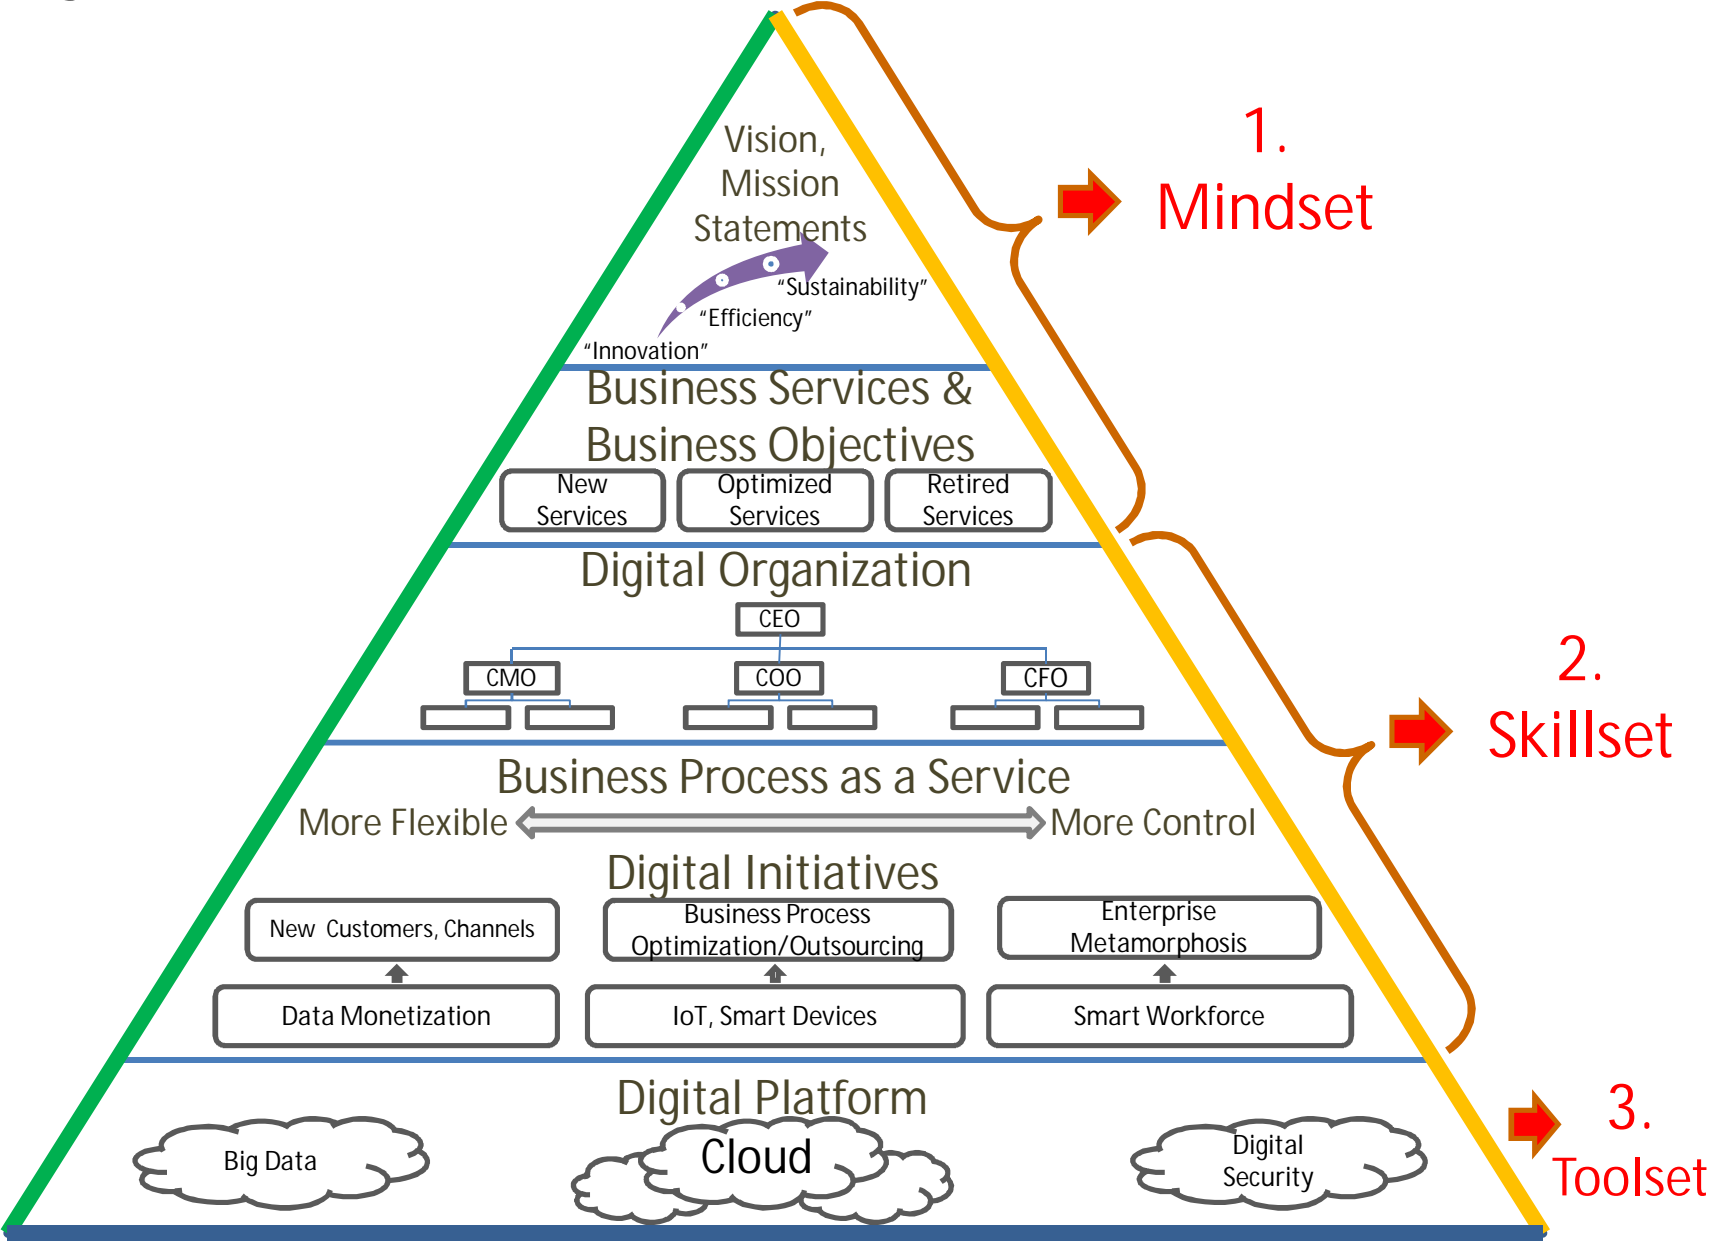 1.
Mindset
Vision,
Mission
Statements
“Sustainability”
“Efficiency”
“Innovation”
Business Services &
Business Objectives
New
Services
Optimized
Services
Retired
Services
Digital Organization
CEO
CMO
COO
CFO
2.
Skillset
Business Process as a Service
More Flexible
More Control
Digital Initiatives
New Customers, Channels
Business Process
Optimization/Outsourcing
Enterprise
Metamorphosis
Data Monetization
IoT, Smart Devices
Smart Workforce
3.
Toolset
Digital Platform
Big Data
Cloud
Digital
Security